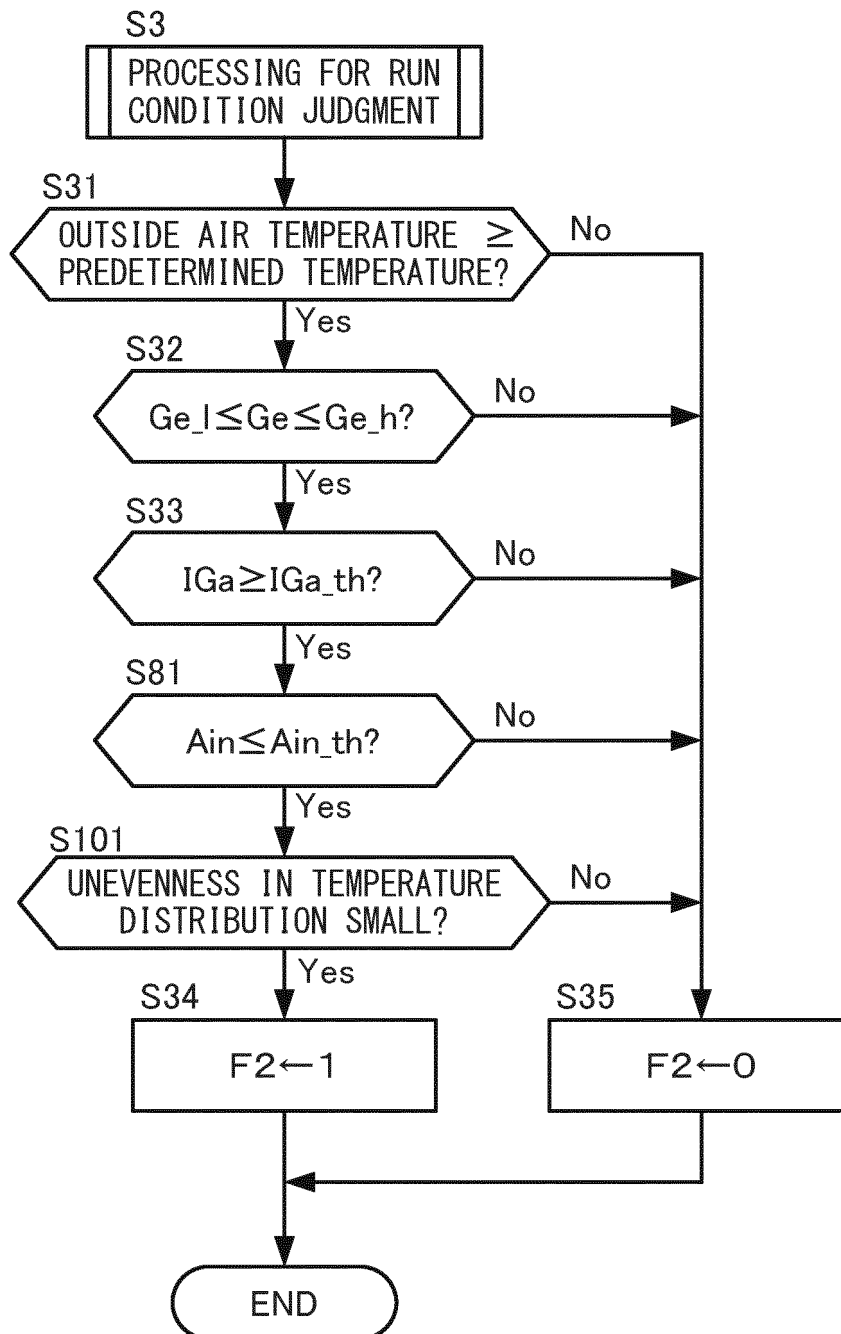 S3
PROCESSING FOR RUN
CONDITION JUDGMENT
S31
OUTSIDE AIR TEMPERATURE ≥
PREDETERMINED TEMPERATURE?
No
Yes
S32
Ge_l≤Ge≤Ge_h?
No
Yes
S33
IGa≥IGa_th?
No
Yes
S81
Ain≤Ain_th?
No
Yes
S101
UNEVENNESS IN TEMPERATURE
DISTRIBUTION SMALL?
No
Yes
S34
F2←1
S35
F2←0
END